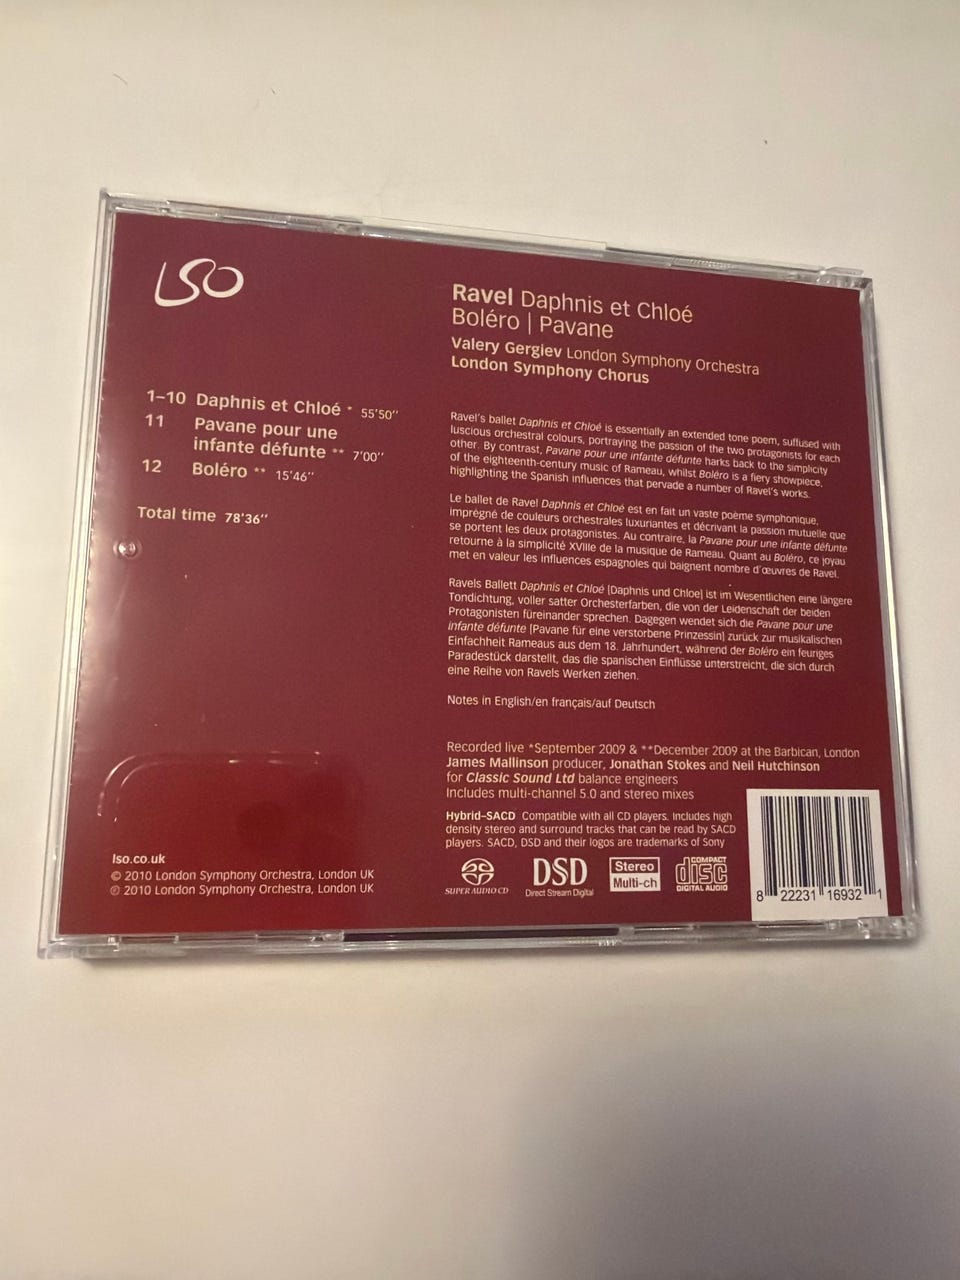 LSO
Ravel Daphnis et Chloé
Boléro | Pavane
Valery Gergiev London Symphony Orchestra
London Symphony Chorus
1–10 Daphnis et Chloé * 55’50’’
11 Pavane pour une
infante défunte ** 7’00’’
12 Boléro ** 15’46’’
Total time 78’36’’
Ravel’s ballet Daphnis et Chloé is essentially an extended tone poem, suffused with
luscious orchestral colours, portraying the passion of the two protagonists for each
other. By contrast, Pavane pour une infante défunte harks back to the simplicity
of the eighteenth-century music of Rameau, whilst Boléro is a fiery showpiece,
highlighting the Spanish influences that pervade a number of Ravel’s works.
Le ballet de Ravel Daphnis et Chloé est en fait un vaste poème symphonique,
imprégné de couleurs orchestrales luxuriantes et décrivant la passion mutuelle que
se portent les deux protagonistes. Au contraire, la Pavane pour une infante défunte
retourne à la simplicité XVIIIe de la musique de Rameau. Quant au Boléro, ce joyau
met en valeur les influences espagnoles qui baignent nombre d’œuvres de Ravel.
Ravels Ballett Daphnis et Chloé (Daphnis und Chloe) ist im Wesentlichen eine längere
Tondichtung, voller satter Orchesterfarben, die von der Leidenschaft der beiden
Protagonisten füreinander sprechen. Dagegen wendet sich die Pavane pour une
infante défunte (Pavane für eine verstorbene Prinzessin) zurück zur musikalischen
Einfachheit Rameaus aus dem 18. Jahrhundert, während der Boléro ein feuriges
Paradestück darstellt, das die spanischen Einflüsse unterstreicht, die sich durch
eine Reihe von Ravels Werken ziehen.
Notes in English/en français/auf Deutsch
Recorded live *September 2009 & **December 2009 at the Barbican, London
James Mallinson producer, Jonathan Stokes and Neil Hutchinson
for Classic Sound Ltd balance engineers
Includes multi-channel 5.0 and stereo mixes
Hybrid–SACD Compatible with all CD players. Includes high
density stereo and surround tracks that can be read by SACD
players. SACD, DSD and their logos are trademarks of Sony
SUPER AUDIO CD
DSD
Direct Stream Digital
Stereo
Multi-ch
COMPACT
disc
DIGITAL AUDIO
8 22231 16932 1
lso.co.uk
© 2010 London Symphony Orchestra, London UK
℗ 2010 London Symphony Orchestra, London UK